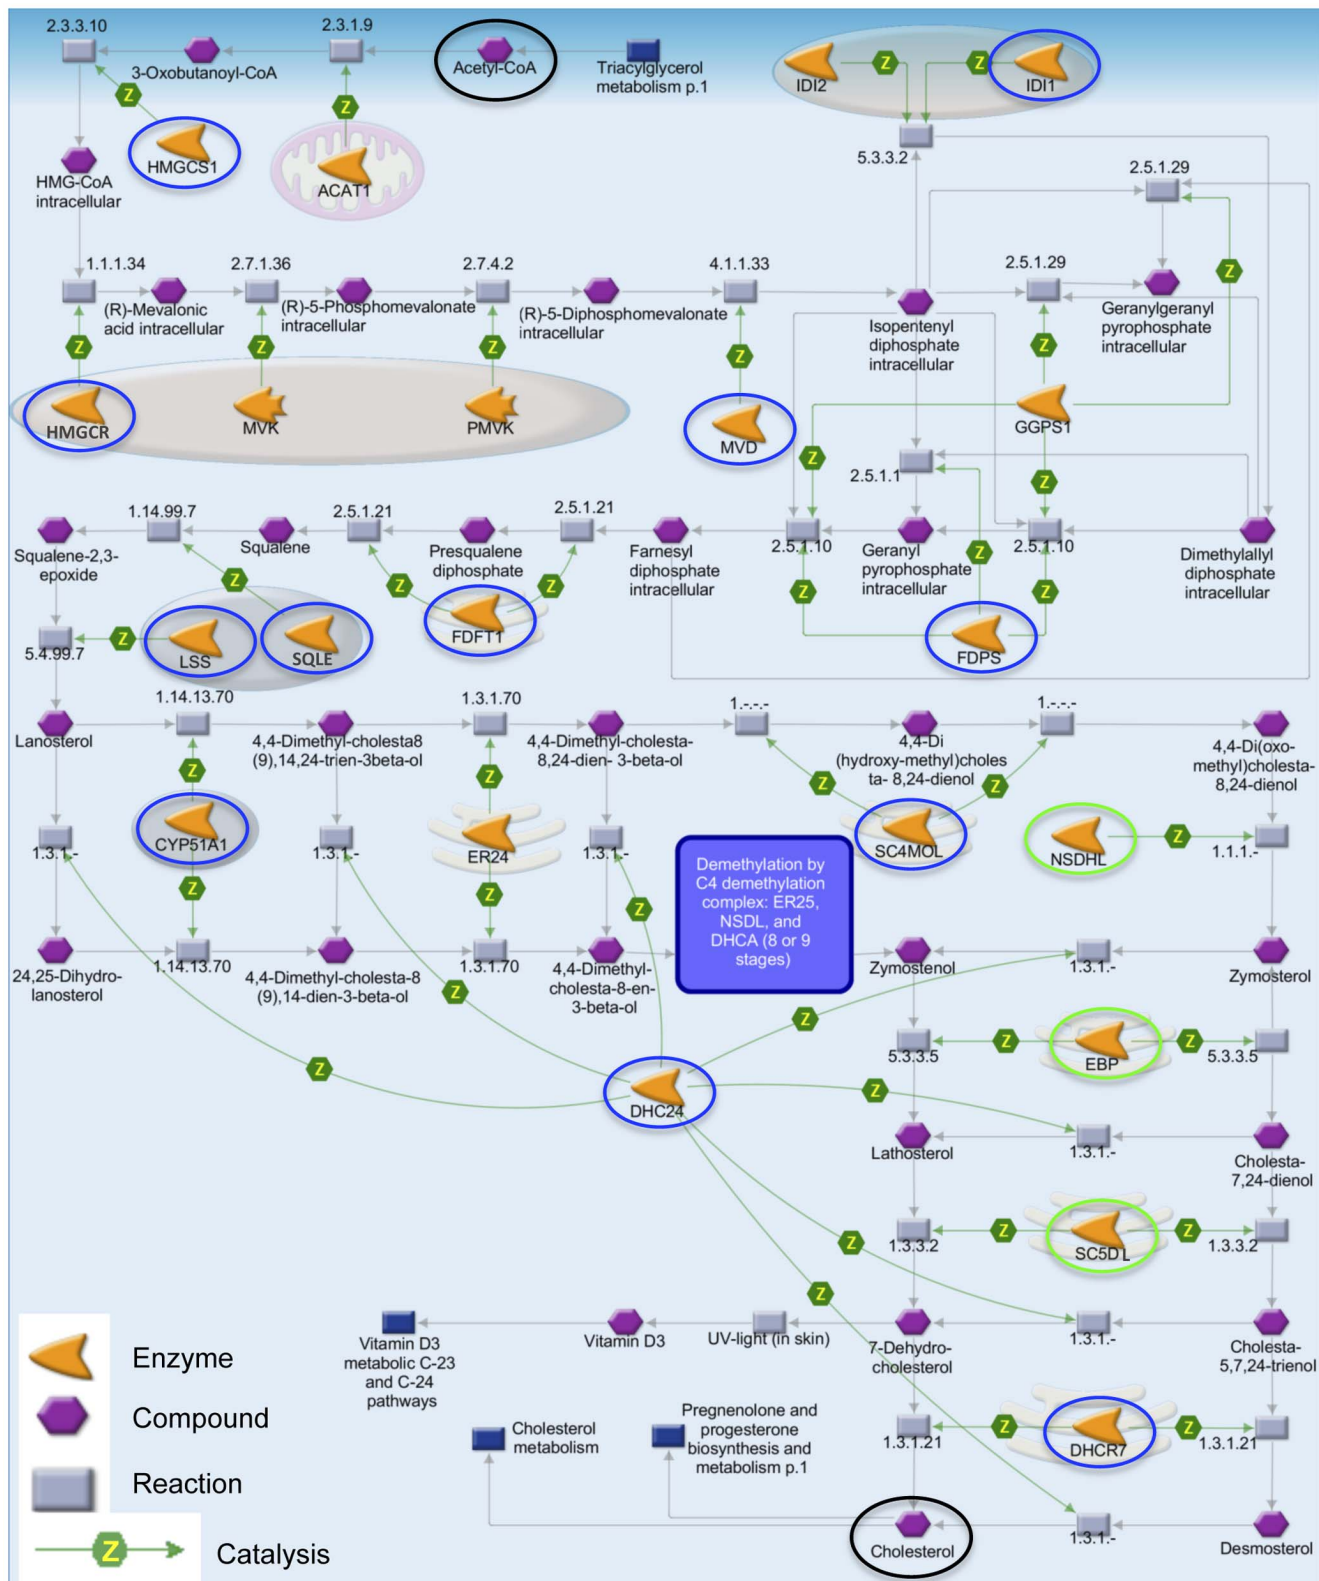 2.3.3.10
2.3.1.9
3-Oxobutanoyl-CoA
Acetyl-CoA
Triacylglycerol
metabolism p.1
IDI2
Z
Z
IDI1
Z
Z
HMGCS1
ACAT1
5.3.3.2
HMG-CoA
intracellular
2.5.1.29
1.1.1.34
2.7.1.36
2.7.4.2
4.1.1.33
2.5.1.29
Z
(R)-Mevalonic
acid intracellular
(R)-5-Phosphomevalonate
intracellular
(R)-5-Diphosphomevalonate
intracellular
Isopentenyl
diphosphate
intracellular
Geranylgeranyl
pyrophosphate
intracellular
Z
Z
Z
Z
Z
HMGCR
MVK
PMVK
MVD
GGPS1
Z
2.5.1.1
Z
1.14.99.7
2.5.1.21
2.5.1.21
Squalene-2,3-
epoxide
Squalene
Presqualene
diphosphate
Farnesyl
diphosphate
intracellular
2.5.1.10
Geranyl
pyrophosphate
intracellular
Z
2.5.1.10
Dimethylallyl
diphosphate
intracellular
Z
Z
Z
Z
Z
5.4.99.7
Z
LSS
SQLE
FDFT1
FDPS
1.14.13.70
1.3.1.70
1.-.-.-
1.-.-.-
Lanosterol
4,4-Dimethyl-cholesta8
(9),14,24-trien-3beta-ol
4,4-Dimethyl-cholesta-
8,24-dien- 3-beta-ol
4,4-Di
(hydroxy-methyl)choles
ta- 8,24-dienol
4,4-Di(oxo-
methyl)cholesta-
8,24-dienol
Z
Z
Z
Z
1.3.1.-
CYP51A1
1.3.1.-
ER24
1.3.1.-
SC4MOL
NSDHL
Z
1.1.1.-
Demethylation by
C4 demethylation
complex: ER25,
NSDL, and
DHCA (8 or 9
stages)
Z
Z
Z
24,25-Dihydro-
lanosterol
1.14.13.70
4,4-Dimethyl-cholesta-8
(9),14-dien-3-beta-ol
1.3.1.70
4,4-Dimethyl-
cholesta-8-en-
3-beta-ol
Zymostenol
1.3.1.-
Zymosterol
Z
Z
5.3.3.5
Z
EBP
Z
5.3.3.5
Z
DHC24
Z
Lathosterol
1.3.1.-
Cholesta-
7,24-dienol
1.3.3.2
Z
SC5DL
Z
1.3.3.2
Z
Z
Vitamin D3
metabolic C-23
and C-24
pathways
Vitamin D3
UV-light (in skin)
7-Dehydro-
cholesterol
1.3.1.-
Cholesta-
5,7,24-trienol
Enzyme
Compound
Reaction
Z
Catalysis
Cholesterol
metabolism
Pregnenolone and
progesterone
biosynthesis and
metabolism p.1
1.3.1.21
Z
DHCR7
Z
1.3.1.21
Cholesterol
1.3.1.-
Desmosterol